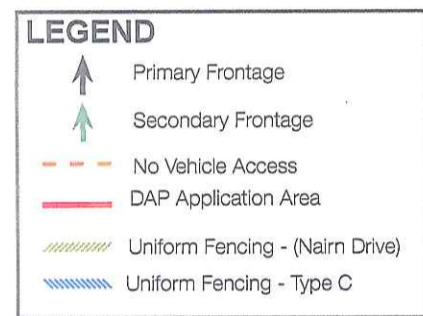 LEGEND
Primary Frontage
Secondary Frontage
No Vehicle Access
DAP Application Area
Uniform Fencing - (Nairn Drive)
Uniform Fencing - Type C